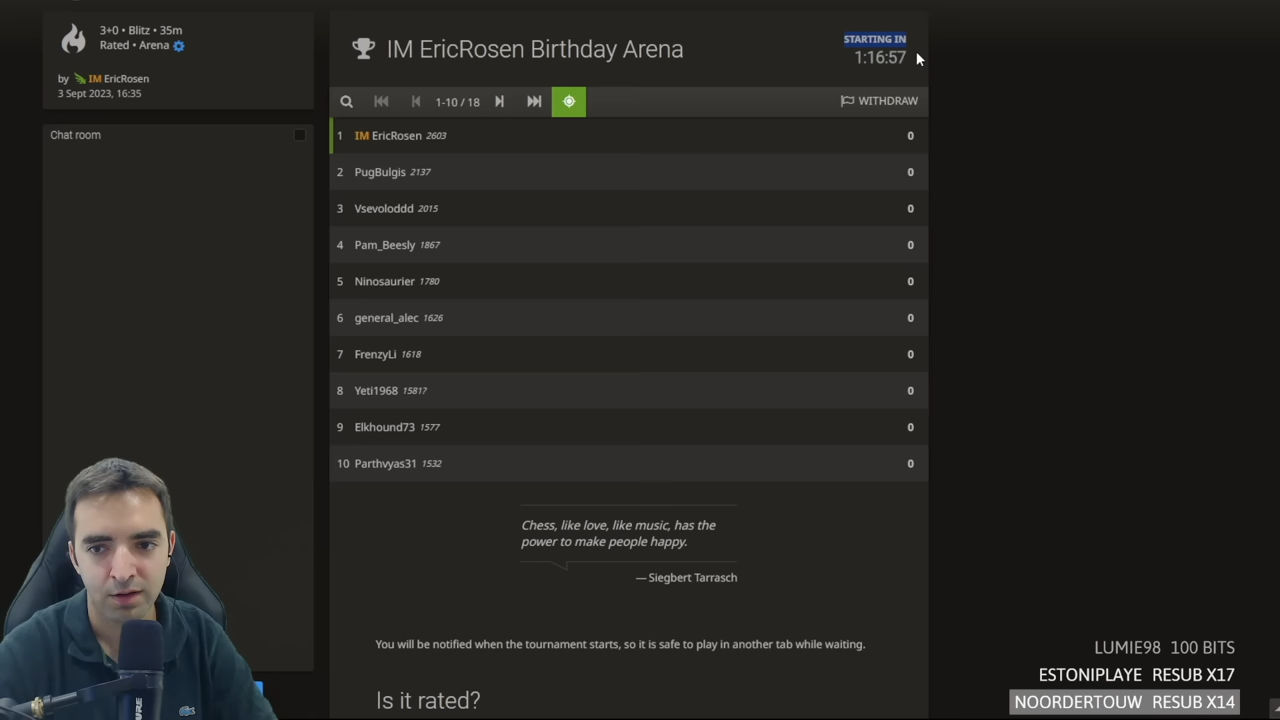 3+0 • Blitz • 35m
Rated • Arena
by IM EricRosen
3 Sept 2023, 16:35
Chat room
IM EricRosen Birthday Arena
STARTING IN
1:16:57
1-10 / 18
WITHDRAW
1 IM EricRosen 2603 0
2 PugBulgis 2137 0
3 Vsevoloddd 2015 0
4 Pam_Beesly 1867 0
5 Ninosaurier 1780 0
6 general_alec 1626 0
7 FrenzyLi 1618 0
8 Yeti1968 1581? 0
9 Elkhound73 1577 0
10 Parthvyas31 1532 0
Chess, like love, like music, has the
power to make people happy.
— Siegbert Tarrasch
You will be notified when the tournament starts, so it is safe to play in another tab while waiting.
Is it rated?
LUMIE98 100 BITS
ESTONIPLAYE RESUB X17
NOORDERTOUW RESUB X14